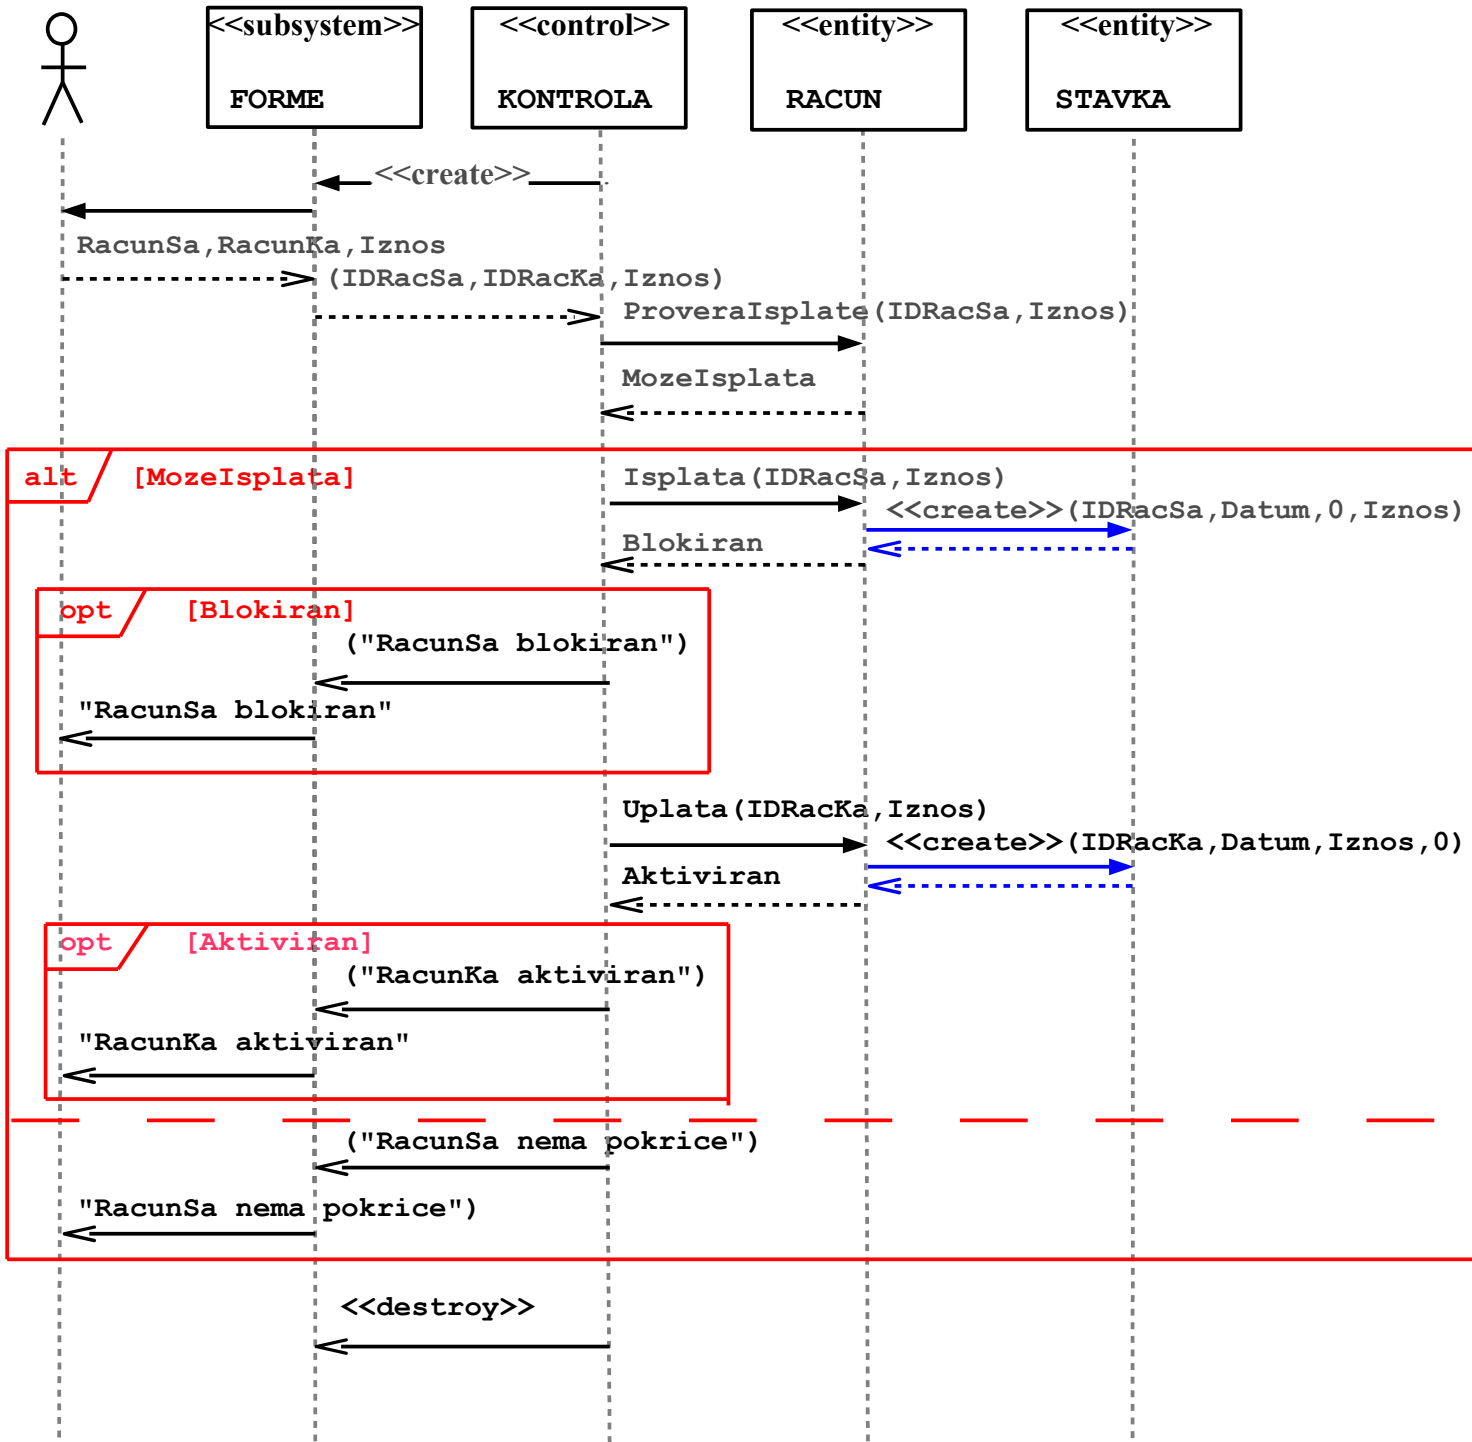 <<subsystem>> <<control>> <<entity>> <<entity>>
FORME KONTROLA RACUN STAVKA
<<create>>
RacunSa,RacunKa,Iznos
(IDRacSa,IDRacKa,Iznos)
ProveraIsplate(IDRacSa,Iznos)
MozeIsplata
alt [MozeIsplata] Isplata(IDRacSa,Iznos)
<<create>>(IDRacSa,Datum,0,Iznos)
Blokiran
opt [Blokiran]
("RacunSa blokiran")
"RacunSa blokiran"
Uplata(IDRacKa,Iznos)
<<create>>(IDRacKa,Datum,Iznos,0)
Aktiviran
opt [Aktiviran]
("RacunKa aktiviran")
"RacunKa aktiviran"
("RacunSa nema pokrice")
"RacunSa nema pokrice")
<<destroy>>